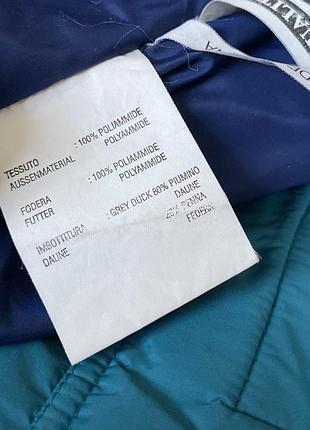 TESSUTO : 100% POLIAMMIDE
AUSSENMATERIAL POLYAMMIDE
FODERA : 100% POLIAMMIDE
FUTTER POLYAMMIDE
IMBOTTITURA : GREY DUCK 80% PIUMINO
DAUNE DAUNE
20% PENNA
FEDERN